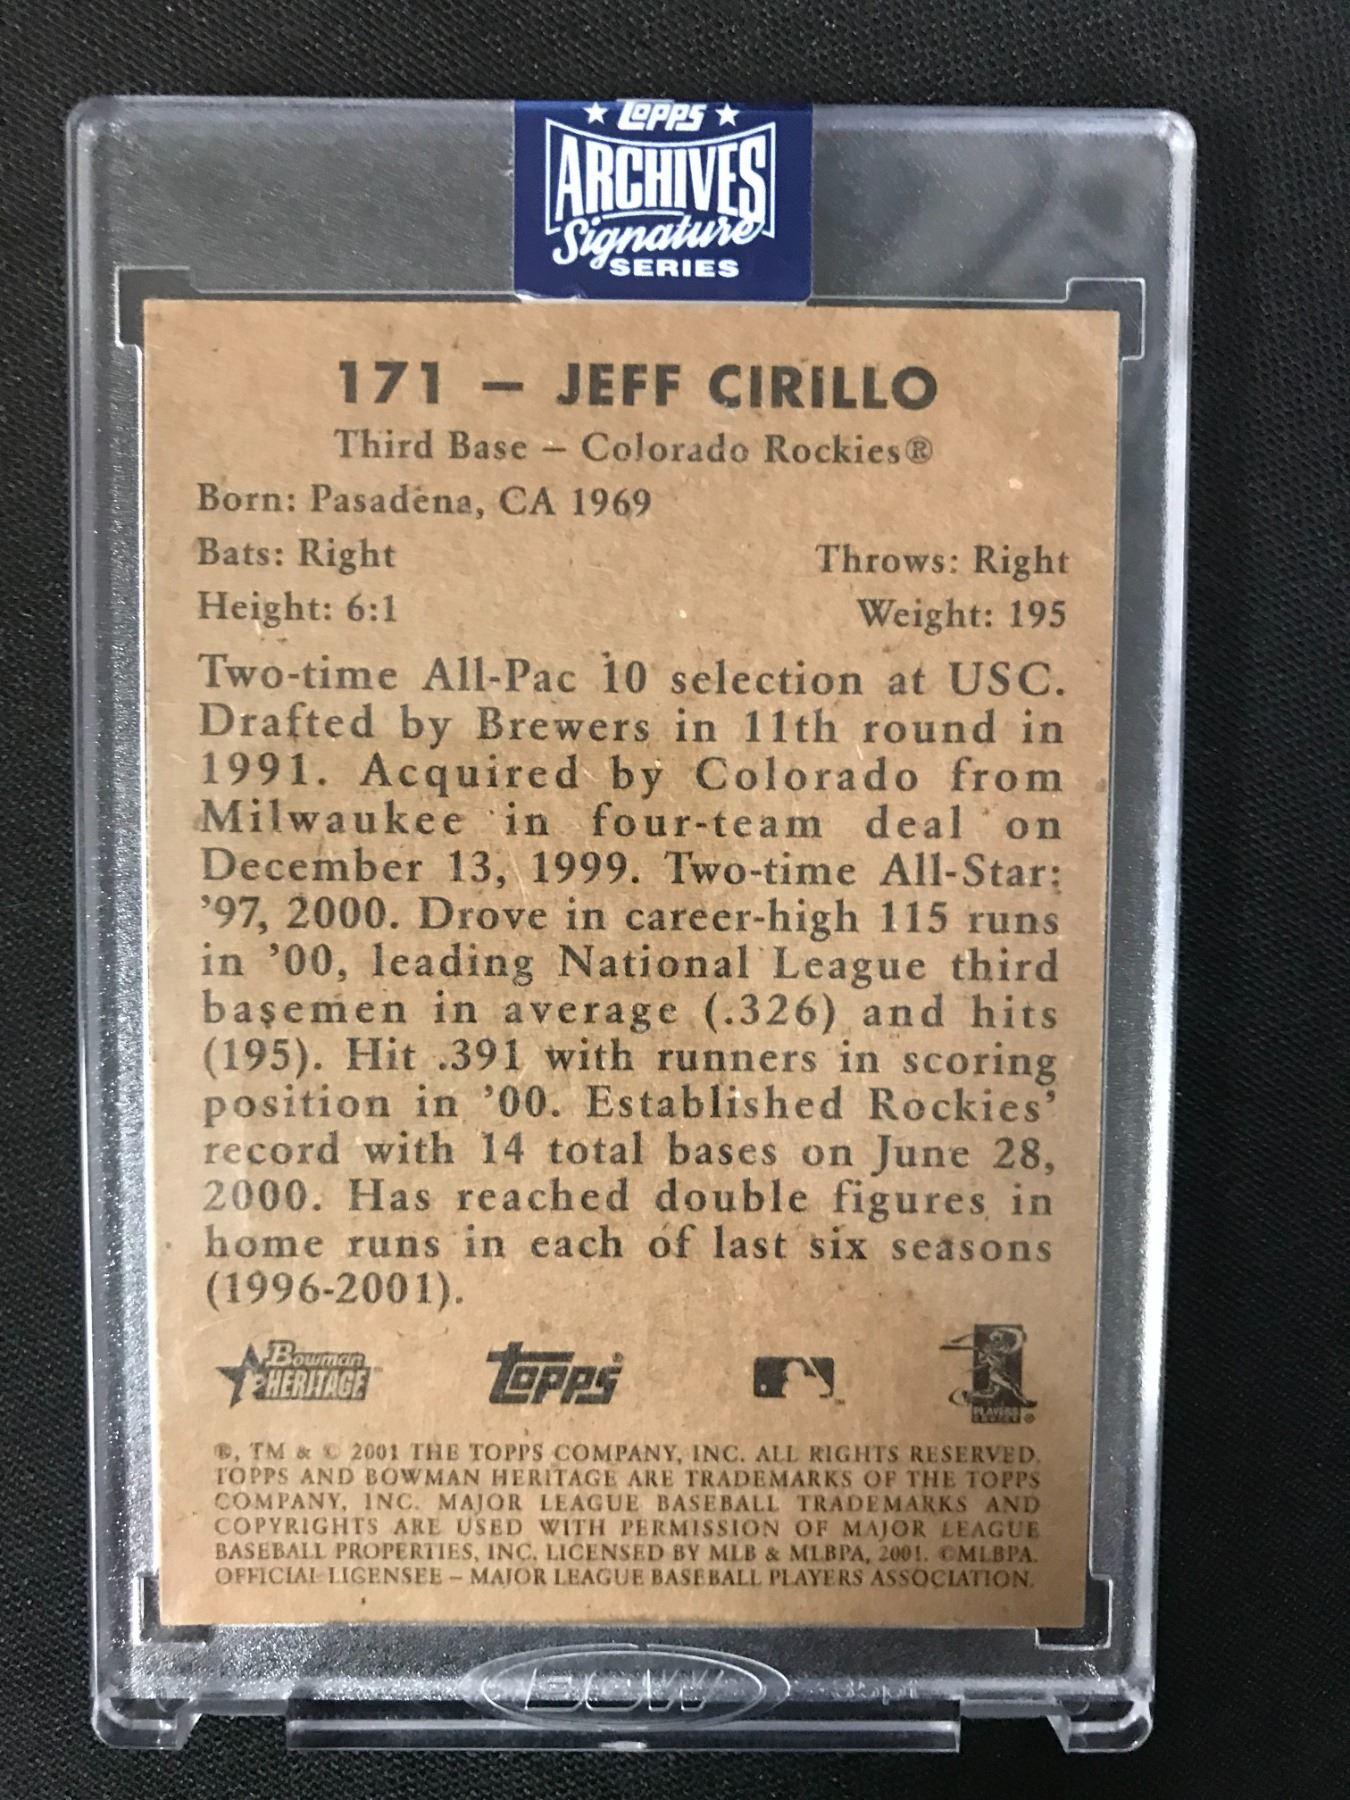 TOPPS
ARCHIVES
Signature
SERIES
171 – JEFF CIRILLO
Third Base – Colorado Rockies®
Born: Pasadena, CA 1969
Bats: Right Throws: Right
Height: 6:1 Weight: 195
Two-time All-Pac 10 selection at USC.
Drafted by Brewers in 11th round in
1991. Acquired by Colorado from
Milwaukee in four-team deal on
December 13, 1999. Two-time All-Star:
’97, 2000. Drove in career-high 115 runs
in ’00, leading National League third
basemen in average (.326) and hits
(195). Hit .391 with runners in scoring
position in ’00. Established Rockies’
record with 14 total bases on June 28,
2000. Has reached double figures in
home runs in each of last six seasons
(1996-2001).
Bowman HERITAGE™ TOPPS® PLAYERS CHOICE
®, TM & © 2001 THE TOPPS COMPANY, INC. ALL RIGHTS RESERVED.
TOPPS AND BOWMAN HERITAGE ARE TRADEMARKS OF THE TOPPS
COMPANY, INC. MAJOR LEAGUE BASEBALL TRADEMARKS AND
COPYRIGHTS ARE USED WITH PERMISSION OF MAJOR LEAGUE
BASEBALL PROPERTIES, INC. LICENSED BY MLB & MLBPA, 2001. ©MLBPA.
OFFICIAL LICENSEE – MAJOR LEAGUE BASEBALL PLAYERS ASSOCIATION.
BCW 35pt